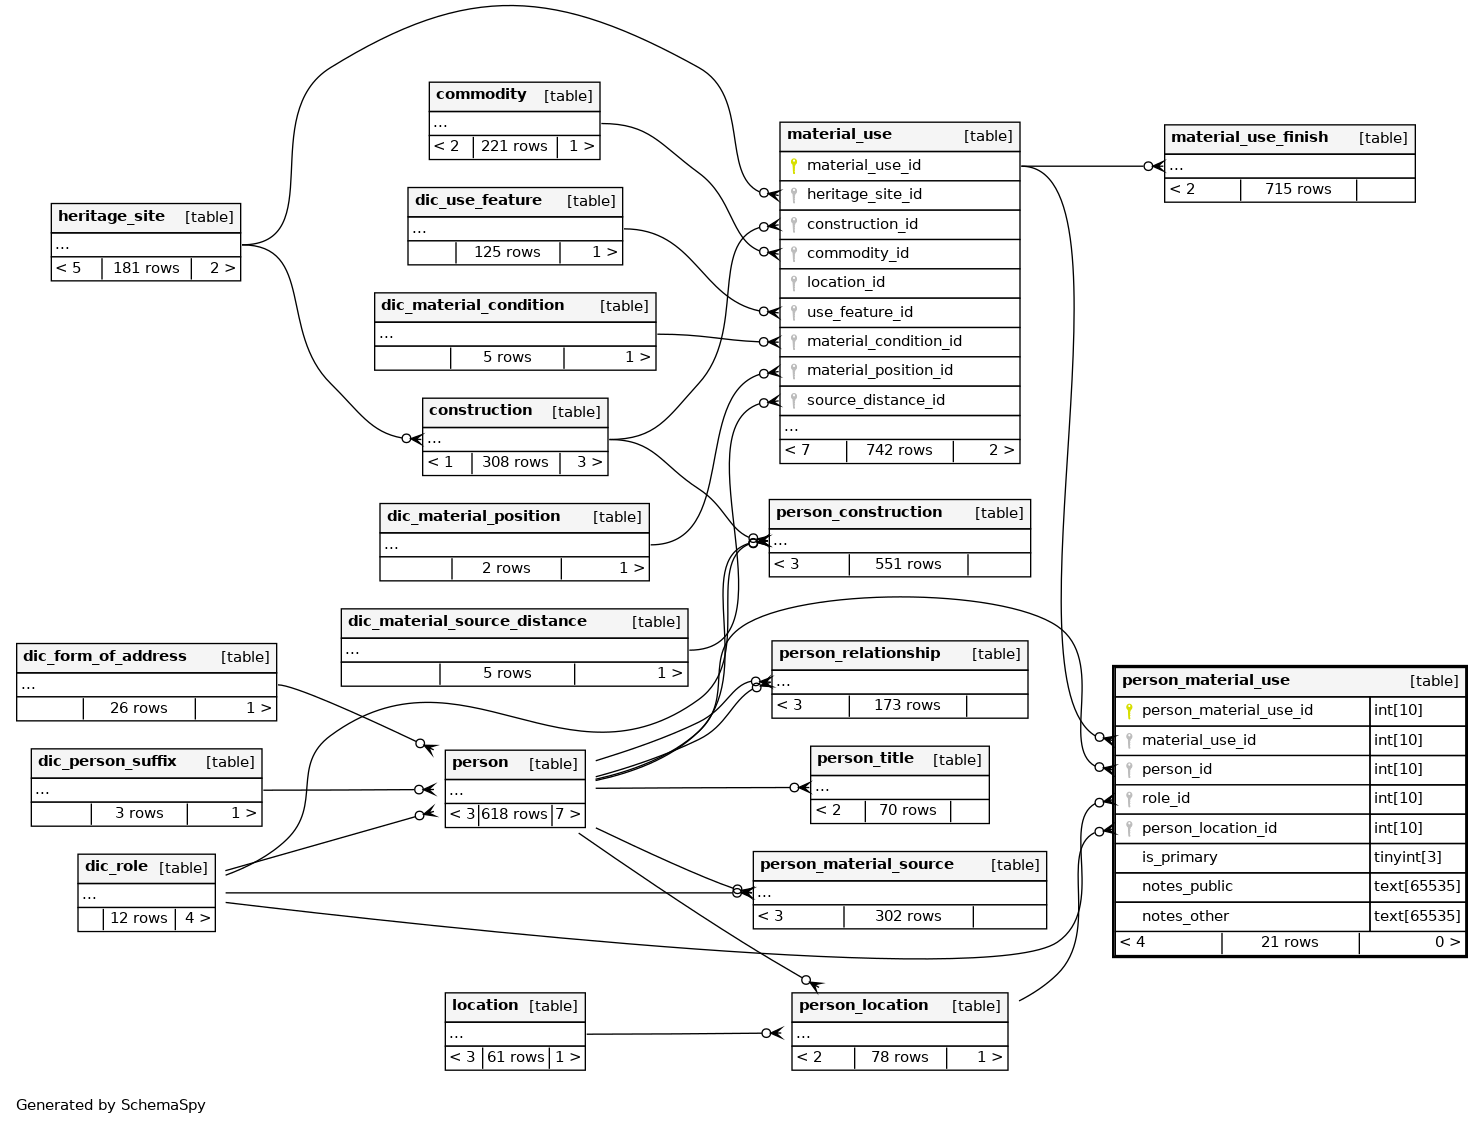 commodity [table]
...
< 2 221 rows 1 >
material_use [table]
material_use_id
heritage_site_id
construction_id
commodity_id
location_id
use_feature_id
material_condition_id
material_position_id
source_distance_id
...
< 7 742 rows 2 >
material_use_finish [table]
...
< 2 715 rows
dic_use_feature [table]
...
125 rows 1 >
heritage_site [table]
...
< 5 181 rows 2 >
dic_material_condition [table]
...
5 rows 1 >
construction [table]
...
< 1 308 rows 3 >
dic_material_position [table]
...
2 rows 1 >
person_construction [table]
...
< 3 551 rows
dic_material_source_distance [table]
...
5 rows 1 >
dic_form_of_address [table]
...
26 rows 1 >
person_relationship [table]
...
< 3 173 rows
person_material_use [table]
person_material_use_id int[10]
material_use_id int[10]
person_id int[10]
role_id int[10]
person_location_id int[10]
is_primary tinyint[3]
notes_public text[65535]
notes_other text[65535]
< 4 21 rows 0 >
dic_person_suffix [table]
...
3 rows 1 >
person [table]
...
< 3 618 rows 7 >
person_title [table]
...
< 2 70 rows
dic_role [table]
...
12 rows 4 >
person_material_source [table]
...
< 3 302 rows
location [table]
...
< 3 61 rows 1 >
person_location [table]
...
< 2 78 rows 1 >
Generated by SchemaSpy